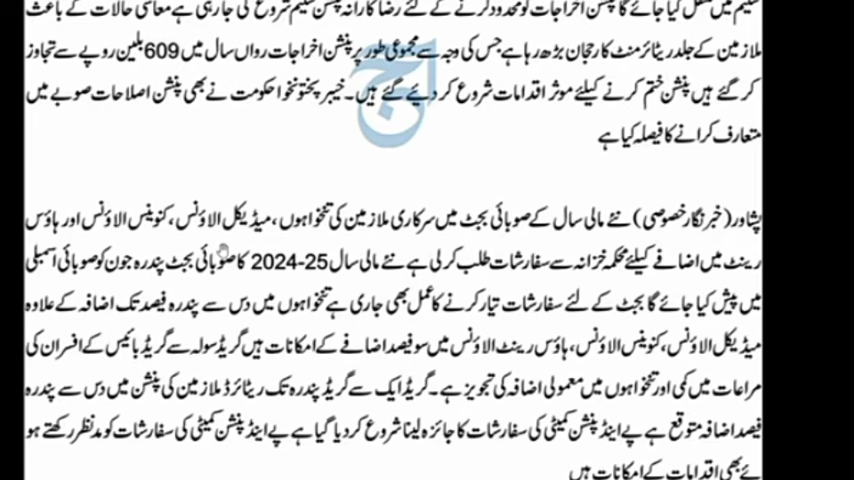 سکیم میں منتقل کیا جائے گا پنشن اخراجات کو محدود کرنے کے لئے رضا کارانہ پنشن سکیم شروع کی جا رہی ہے معاشی حالات کے باعث
ملازمین کے جلد ریٹائرمنٹ کا رحجان بڑھ رہا ہے جس کی وجہ سے مجموعی طور پر پنشن اخراجات رواں سال میں 609 بلین روپے سے تجاوز
کر گئے ہیں پنشن ختم کرنے کیلئے موثر اقدامات شروع کر دیئے گئے ہیں۔ خیبر پختونخوا حکومت نے بھی پنشن اصلاحات صوبے میں
متعارف کرانے کا فیصلہ کیا ہے
پشاور (خبر نگار خصوصی) نئے مالی سال کے صوبائی بجٹ میں سرکاری ملازمین کی تنخواہوں، میڈیکل الاؤنس، کنوینس الاؤنس اور ہاؤس
رینٹ میں اضافے کیلئے محکمہ خزانہ سے سفارشات طلب کر لی ہے نئے مالی سال 2024-25 کا صوبائی بجٹ پندرہ جون کو صوبائی اسمبلی
میں پیش کیا جائے گا بجٹ کے لئے سفارشات تیار کرنے کا عمل بھی جاری ہے تنخواہوں میں دس سے پندرہ فیصد تک اضافہ کے علاوہ
میڈیکل الاؤنس، کنوینس الاؤنس، ہاؤس رینٹ الاؤنس میں سو فیصد اضافے کے امکانات ہیں گریڈ سولہ سے گریڈ بائیس کے افسران کی
مراعات میں کمی اور تنخواہوں میں معمولی اضافہ کی تجویز ہے۔ گریڈ ایک سے گریڈ پندرہ تک ریٹائرڈ ملازمین کی پنشن میں دس سے پندرہ
فیصد اضافہ متوقع ہے پے اینڈ پنشن کمیٹی کی سفارشات کا جائزہ لینا شروع کر دیا گیا ہے پے اینڈ پنشن کمیٹی کی سفارشات کو مد نظر رکھتے ہو
ئے بھی اقدامات کے امکانات ہیں